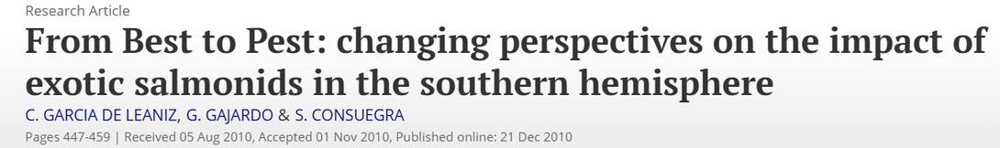 Research Article
From Best to Pest: changing perspectives on the impact of
exotic salmonids in the southern hemisphere
C. GARCIA DE LEANIZ, G. GAJARDO & S. CONSUEGRA
Pages 447-459 | Received 05 Aug 2010, Accepted 01 Nov 2010, Published online: 21 Dec 2010